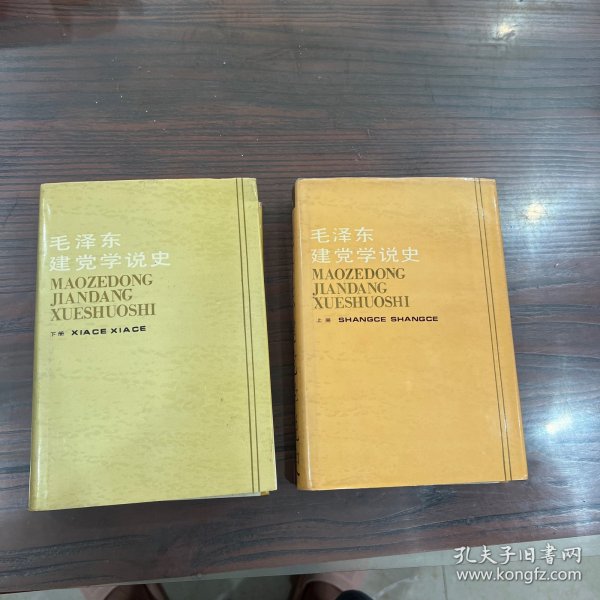 毛泽东
建党学说史
MAOZEDONG
JIANDANG
XUESHUOSHI
下册 XIACE XIACE
毛泽东
建党学说史
MAOZEDONG
JIANDANG
XUESHUOSHI
上册 SHANGCE SHANGCE
孔夫子旧书网
www.kongfz.com